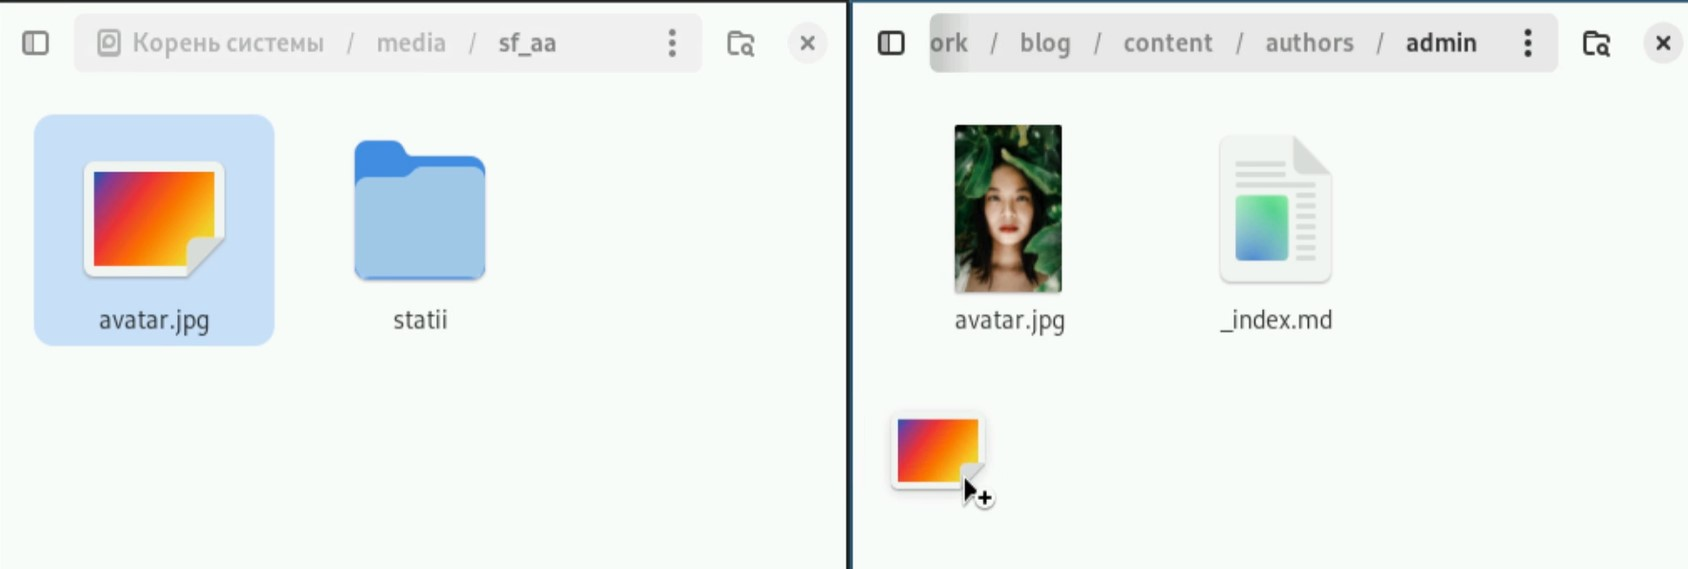 Корень системы / media / sf_aa
avatar.jpg
statii
ork / blog / content / authors / admin
avatar.jpg
_index.md